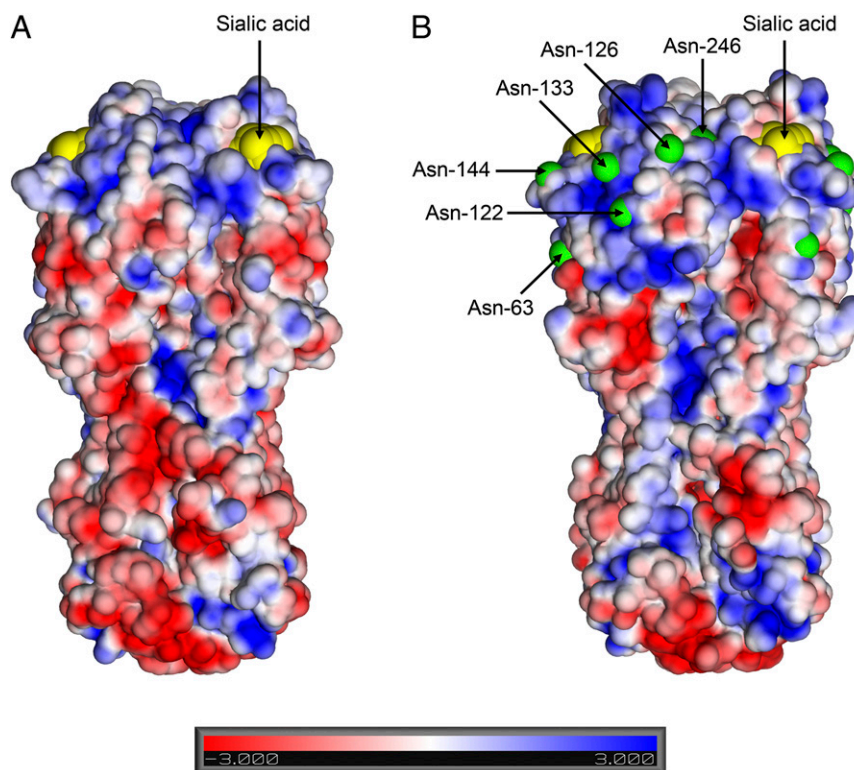 A
Sialic acid
B
Asn-126
Asn-246
Sialic acid
Asn-133
Asn-144
Asn-122
Asn-63
-3.000
3.000